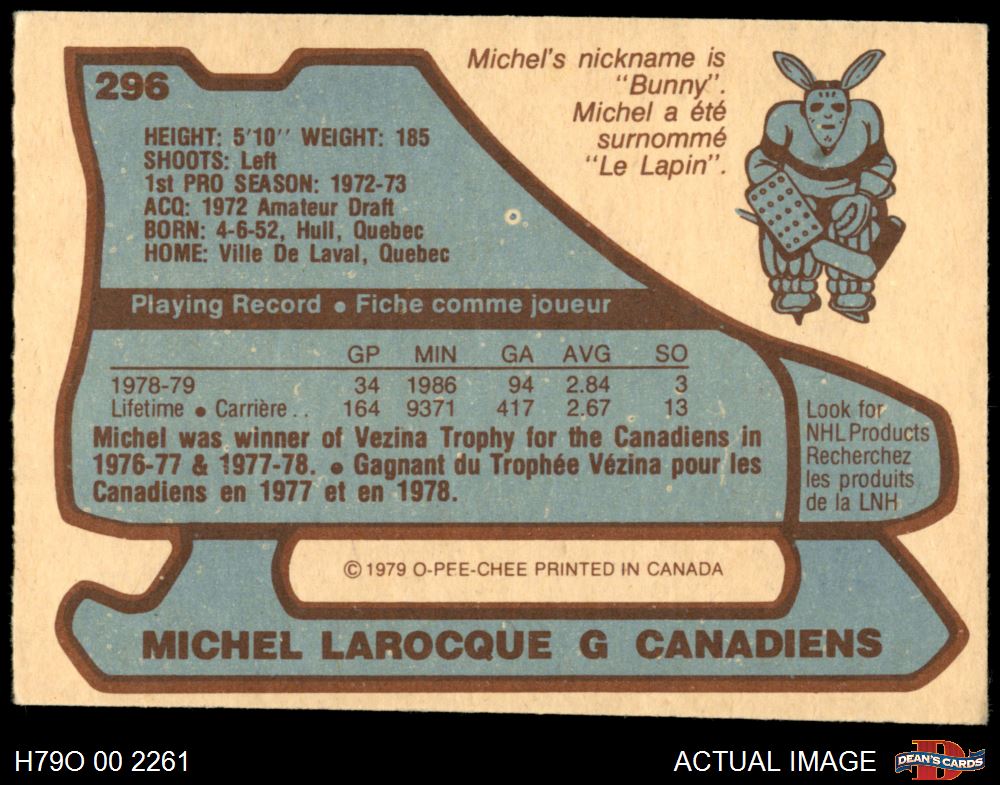 296
HEIGHT: 5'10" WEIGHT: 185
SHOOTS: Left
1st PRO SEASON: 1972-73
ACQ: 1972 Amateur Draft
BORN: 4-6-52, Hull, Quebec
HOME: Ville De Laval, Quebec
Michel's nickname is
"Bunny".
Michel a été
surnommé
"Le Lapin".
Playing Record • Fiche comme joueur
GP MIN GA AVG SO
1978-79 34 1986 94 2.84 3
Lifetime • Carrière .. 164 9371 417 2.67 13
Michel was winner of Vezina Trophy for the Canadiens in
1976-77 & 1977-78. • Gagnant du Trophée Vézina pour les
Canadiens en 1977 et en 1978.
Look for
NHL Products
Recherchez
les produits
de la LNH
© 1979 O-PEE-CHEE PRINTED IN CANADA
MICHEL LAROCQUE G CANADIENS
H79O 00 2261
ACTUAL IMAGE
D
DEAN'S CARDS